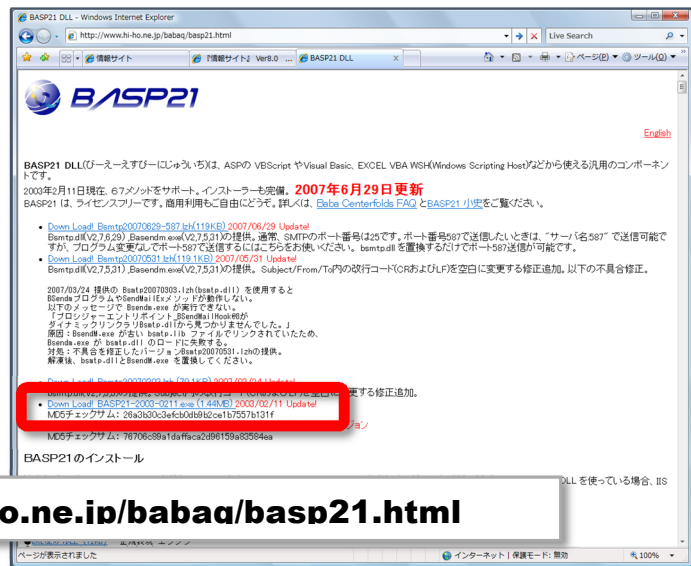 BASP21 DLL - Windows Internet Explorer
http://www.hi-ho.ne.jp/babaq/basp21.html
Live Search
情報サイト
『情報サイト』 Ver8.0 ...
BASP21 DLL
ページ(P)
ツール(O)
BASP21
English
BASP21 DLL(びーえーえすぴーにじゅういち)は、ASPの VBScript やVisual Basic、EXCEL VBA WSH(Windows Scripting Host)などから使える汎用のコンポーネン
トです。
2003年2月11日現在、67メソッドをサポート。インストーラーも完備。 2007年6月29日更新
BASP21 は、ライセンスフリーです。商用利用もご自由にどうぞ。詳しくは、Baba Centerfolds FAQ とBASP21 小史をご覧ください。
Down Load! Bsmtp20070629-587.lzh(119KB) 2007/06/29 Update!
Bsmtp.dll(V2,7,6,29) ,Basendm.exe(V2,7,5,31)の提供。通常、SMTPのポート番号は25です。ポート番号587で送信したいときは、"サーバ名:587" で送信可能で
すが、プログラム変更なしでポート587で送信するにはこちらをお使いください。 bsmtp.dll を置換するだけでポート587送信が可能です。
Down Load! Bsmtp20070531.lzh(119.1KB) 2007/05/31 Update!
Bsmtp.dll(V2,7,5,31) ,Basendm.exe(V2,7,5,31)の提供。 Subject/From/To内の改行コード(CRおよびLF)を空白に変更する修正追加。以下の不具合修正。
2007/03/24 提供の Bsmtp20070303.lzh(bsmtp.dll) を使用すると
BSendmプログラムやSendMailExメソッドが動作しない。
以下のメッセージで Bsendm.exe が実行できない。
「プロシージャーエントリポイント_BSendMailHook@8が
ダイナミックリンクラリBsmtp.dllから見つかりませんでした。」
原因:BsendM.exe が古い bsmtp.lib ファイルでリンクされていたため、
Bsendm.exe が bsmtp.dll のロードに失敗する。
対処:不具合を修正したバージョンBsmtp20070531.lzhの提供。
解凍後、bsmtp.dllとBsendM.exe を置換してください。
Down Load! Bsmtp20070303.lzh (70.1KB) 2007/03/24 Update!
更する修正追加。
Down Load! BASP21-2003-0211.exe (1.44MB) 2003/02/11 Update!
MD5チェックサム: 26a3b30c3efcb0db9b2ce1b7557b131f
ジョン
MD5チェックサム: 76706c89a1daffaca2d96159a83584ea
BASP21のインストール
DLL を使っている場合、IIS
o.ne.jp/babaq/basp21.html
ページが表示されました
インターネット | 保護モード: 無効
100%